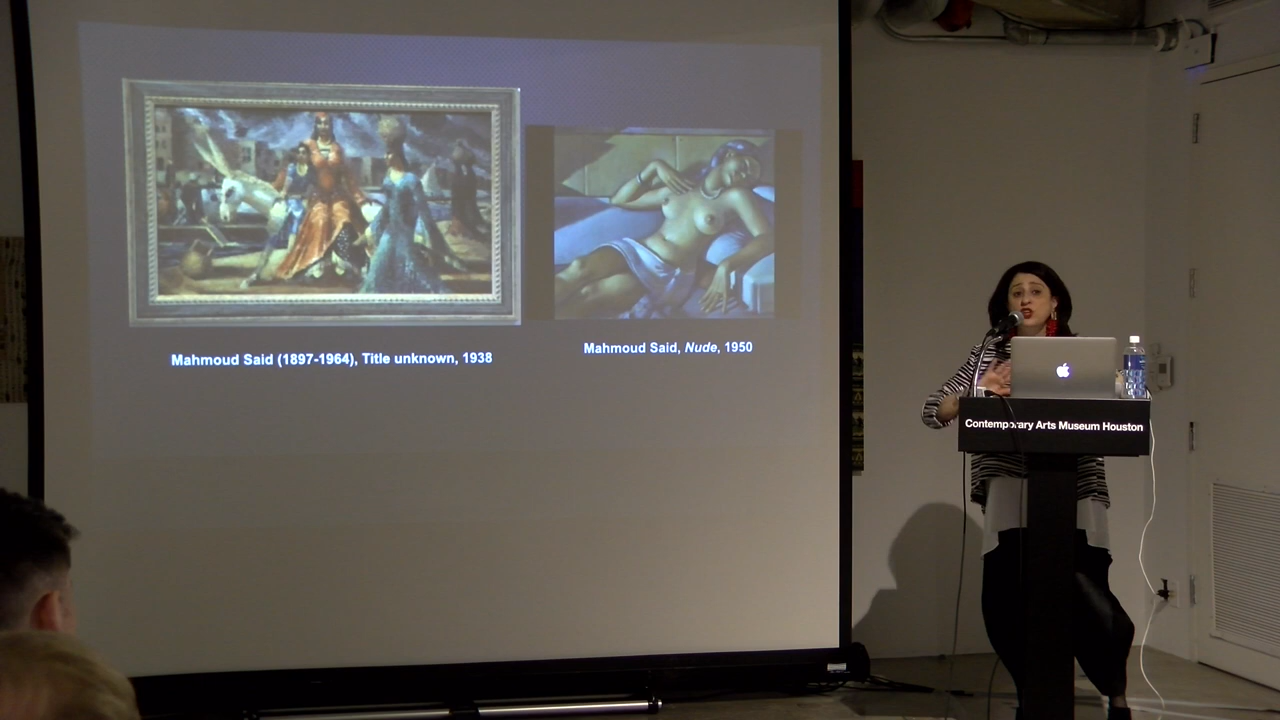 Mahmoud Said (1897-1964), Title unknown, 1938
Mahmoud Said, Nude, 1950
Contemporary Arts Museum Houston